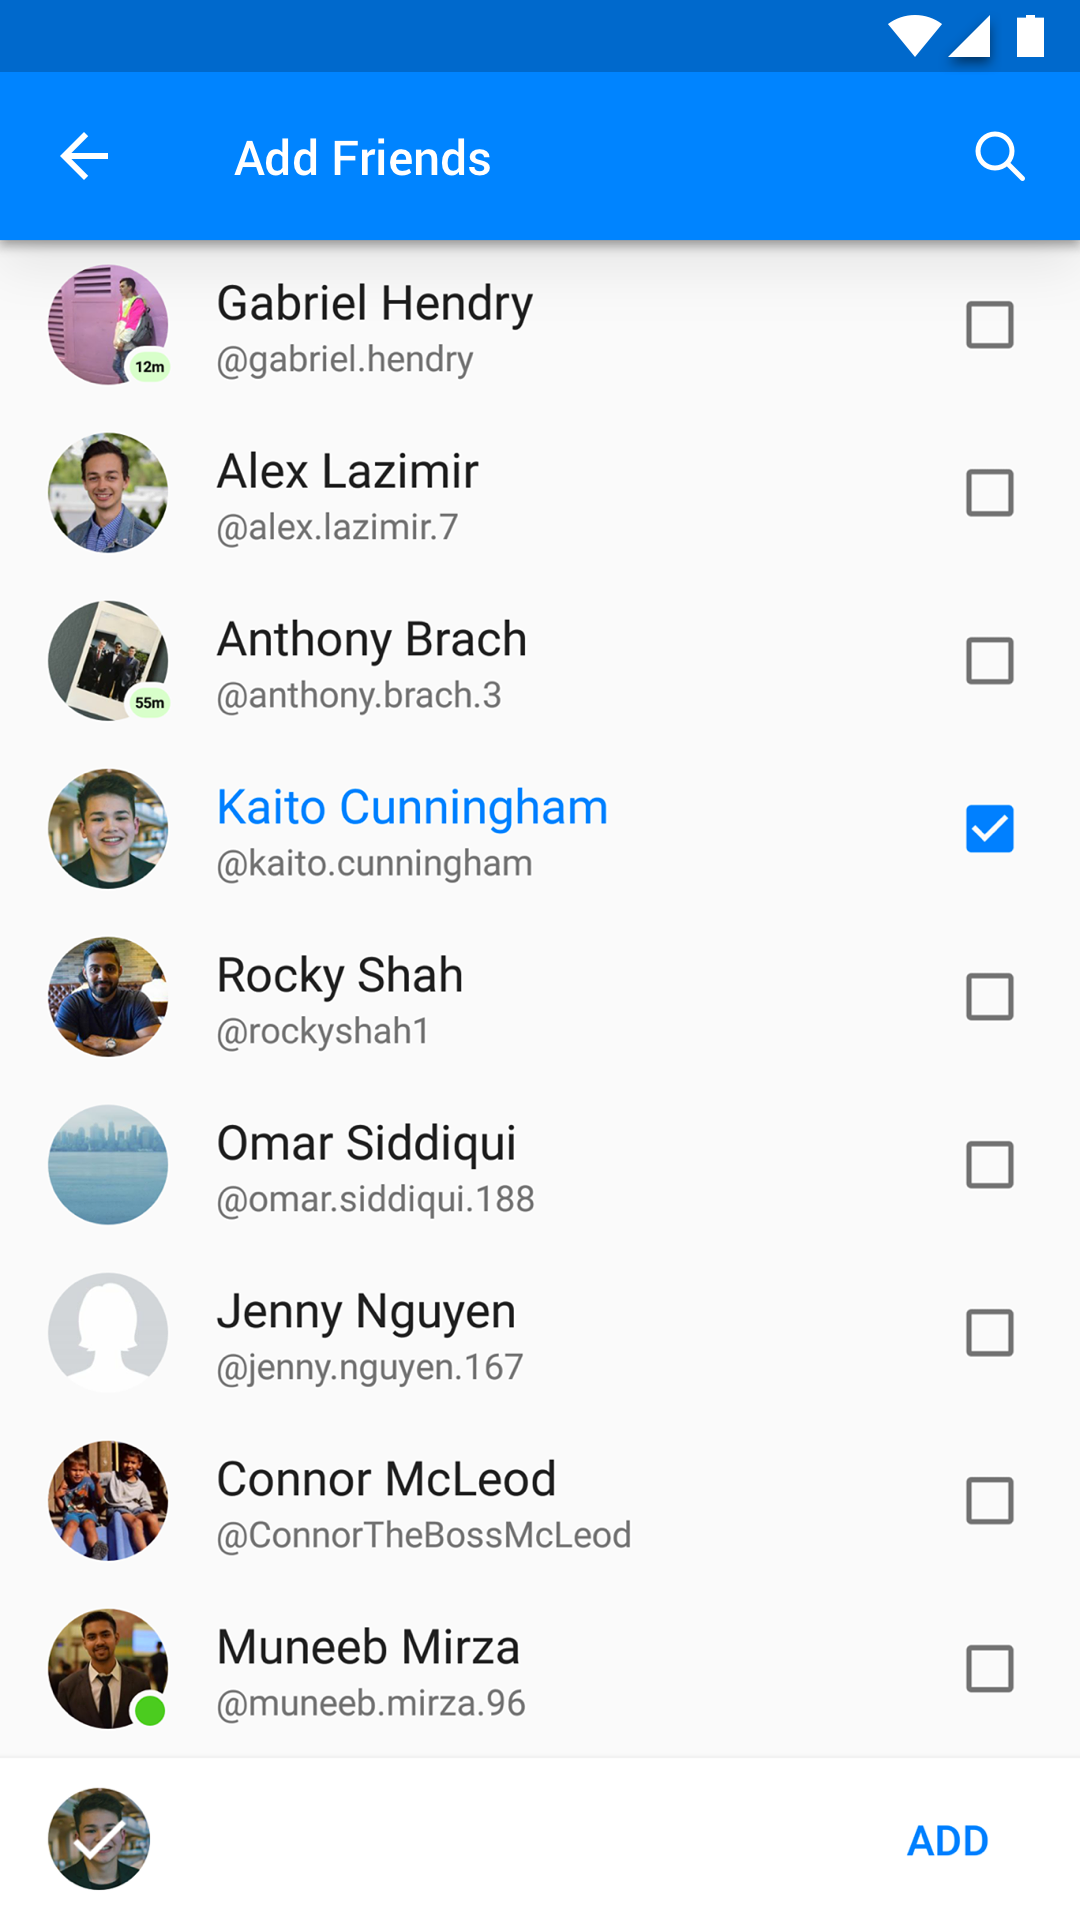 Add Friends
Gabriel Hendry
@gabriel.hendry
12m
Alex Lazimir
@alex.lazimir.7
Anthony Brach
@anthony.brach.3
55m
Kaito Cunningham
@kaito.cunningham
Rocky Shah
@rockyshah1
Omar Siddiqui
@omar.siddiqui.188
Jenny Nguyen
@jenny.nguyen.167
Connor McLeod
@ConnorTheBossMcLeod
Muneeb Mirza
@muneeb.mirza.96
ADD